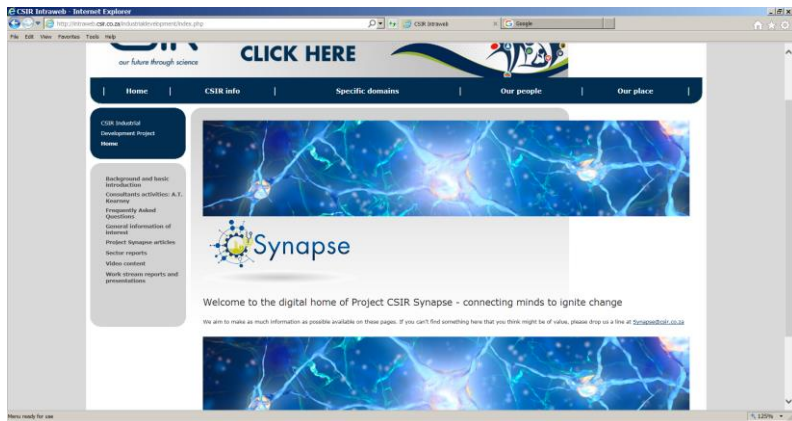 CSIR Intraweb - Internet Explorer
http://intraweb.csir.co.za/industrialdevelopment/index.php
CSIR Intraweb
Google
File Edit View Favorites Tools Help
our future through science
CLICK HERE
Home
CSIR info
Specific domains
Our people
Our place
CSIR Industrial
Development Project
Home
Background and basic
introduction
Consultants activities: A.T.
Kearney
Frequently Asked
Questions
General information of
interest
Project Synapse articles
Sector reports
Video content
Work stream reports and
presentations
Synapse
Welcome to the digital home of Project CSIR Synapse - connecting minds to ignite change
We aim to make as much information as possible available on these pages. If you can't find something here that you think might be of value, please drop us a line at Synapse@csir.co.za
Menu ready for use
125%